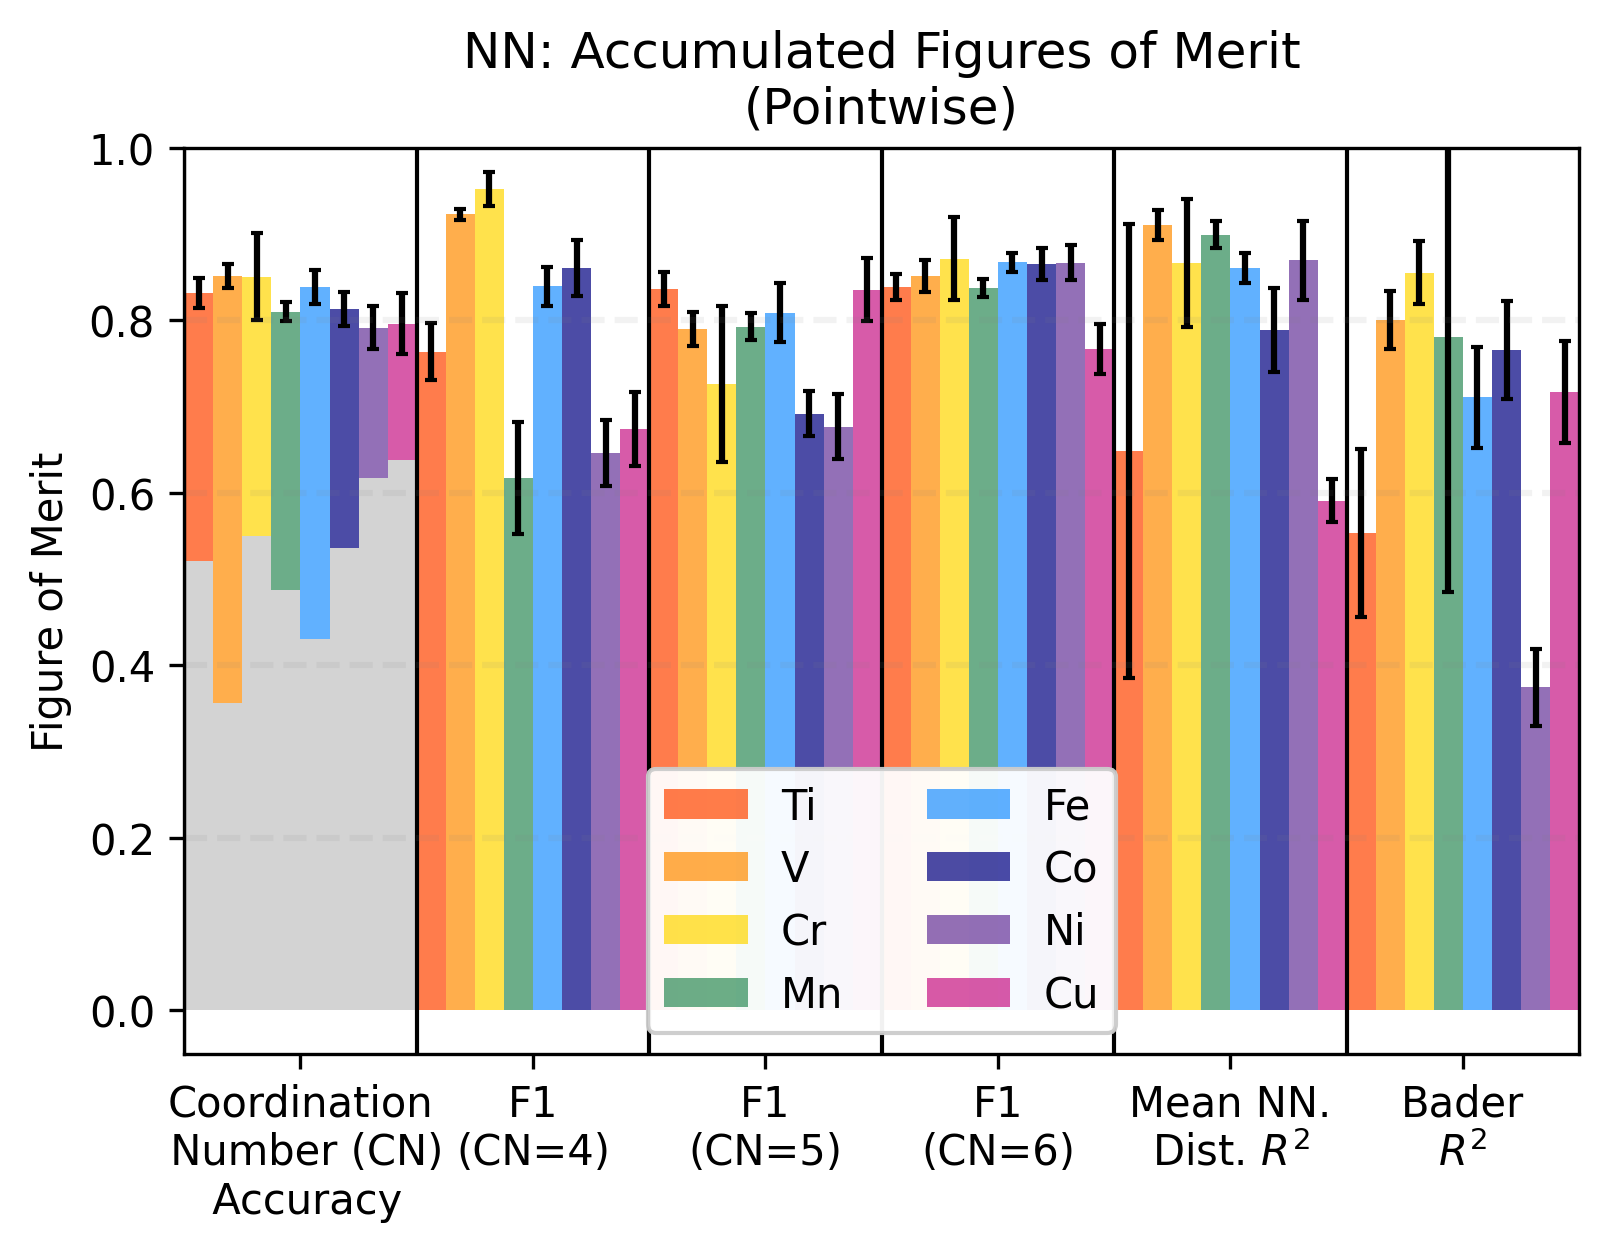 NN: Accumulated Figures of Merit
(Pointwise)
Figure of Merit
1.0
0.8
0.6
0.4
0.2
0.0
Ti
V
Cr
Mn
Fe
Co
Ni
Cu
Coordination
Number (CN)
Accuracy
F1
(CN=4)
F1
(CN=5)
F1
(CN=6)
Mean NN.
Dist. R²
Bader
R²